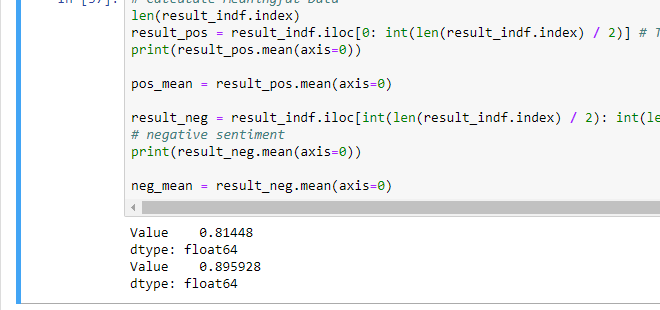 In [37]: # Calculate Meaningful Data
len(result_indf.index)
result_pos = result_indf.iloc[0: int(len(result_indf.index) / 2)] # T
print(result_pos.mean(axis=0))
pos_mean = result_pos.mean(axis=0)
result_neg = result_indf.iloc[int(len(result_indf.index) / 2): int(le
# negative sentiment
print(result_neg.mean(axis=0))
neg_mean = result_neg.mean(axis=0)
Value 0.81448
dtype: float64
Value 0.895928
dtype: float64